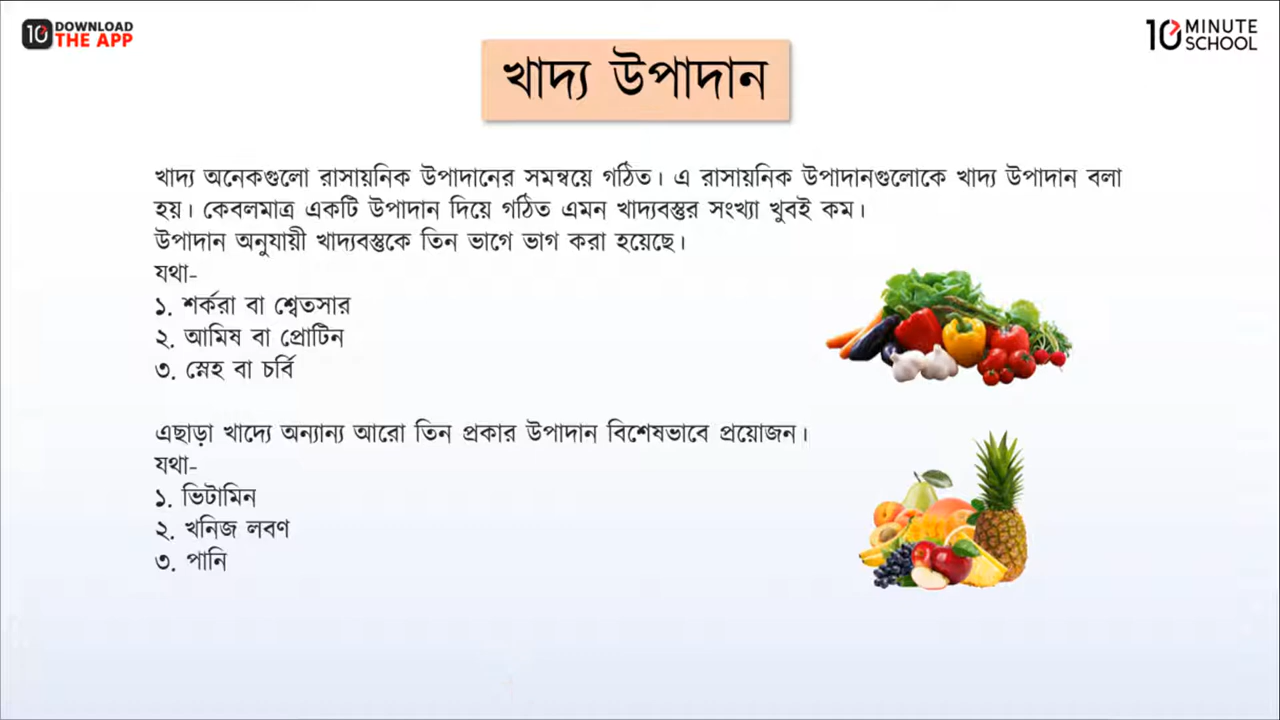 10 DOWNLOAD
THE APP
10 MINUTE
SCHOOL
খাদ্য উপাদান
খাদ্য অনেকগুলো রাসায়নিক উপাদানের সমন্বয়ে গঠিত। এ রাসায়নিক উপাদানগুলোকে খাদ্য উপাদান বলা
হয়। কেবলমাত্র একটি উপাদান দিয়ে গঠিত এমন খাদ্যবস্তুর সংখ্যা খুবই কম।
উপাদান অনুযায়ী খাদ্যবস্তুকে তিন ভাগে ভাগ করা হয়েছে।
যথা-
১. শর্করা বা শ্বেতসার
২. আমিষ বা প্রোটিন
৩. স্নেহ বা চর্বি
এছাড়া খাদ্যে অন্যান্য আরো তিন প্রকার উপাদান বিশেষভাবে প্রয়োজন।
যথা-
১. ভিটামিন
২. খনিজ লবণ
৩. পানি